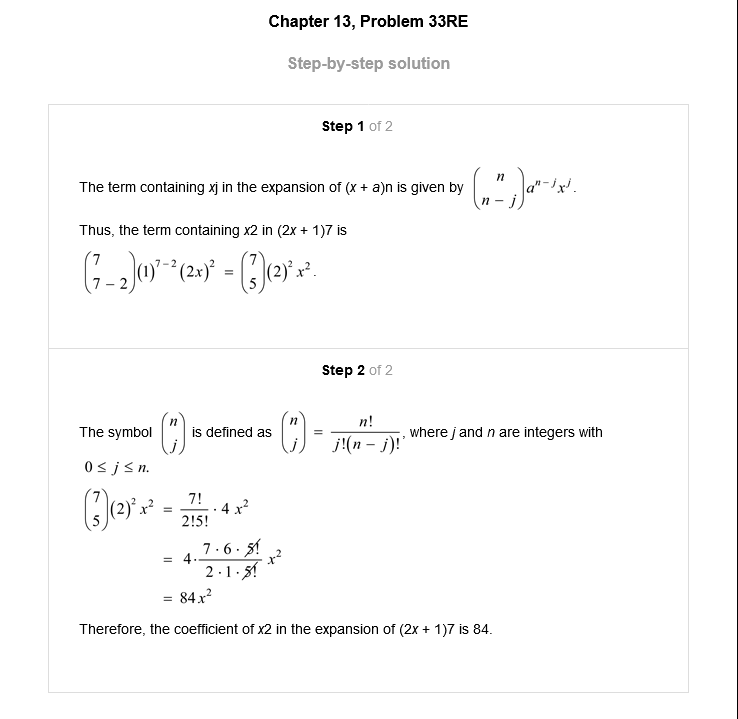 Chapter 13, Problem 33RE
Step-by-step solution
Step 1 of 2
The term containing xj in the expansion of (x + a)n is given by $\binom{n}{n-j}a^{n-j}x^{j}$.
Thus, the term containing x2 in (2x + 1)7 is
$\binom{7}{7-2}(1)^{7-2}(2x)^{2} = \binom{7}{5}(2)^{2}x^{2}$.
Step 2 of 2
The symbol $\binom{n}{j}$ is defined as $\binom{n}{j} = \frac{n!}{j!(n-j)!}$, where j and n are integers with
$0 \le j \le n$.
$\binom{7}{5}(2)^{2}x^{2} = \frac{7!}{2!5!} \cdot 4x^{2}$
$= 4 \cdot \frac{7 \cdot 6 \cdot \cancel{5!}}{2 \cdot 1 \cdot \cancel{5!}}x^{2}$
$= 84x^{2}$
Therefore, the coefficient of x2 in the expansion of (2x + 1)7 is 84.